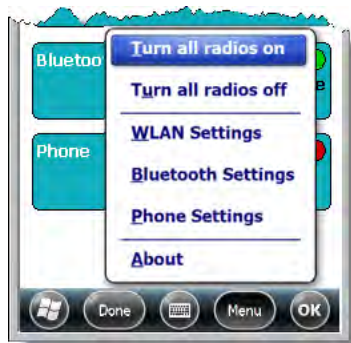 Bluetoo
Turn all radios on
Turn all radios off
e
WLAN Settings
Phone
Bluetooth Settings
Phone Settings
About
Done
Menu
OK